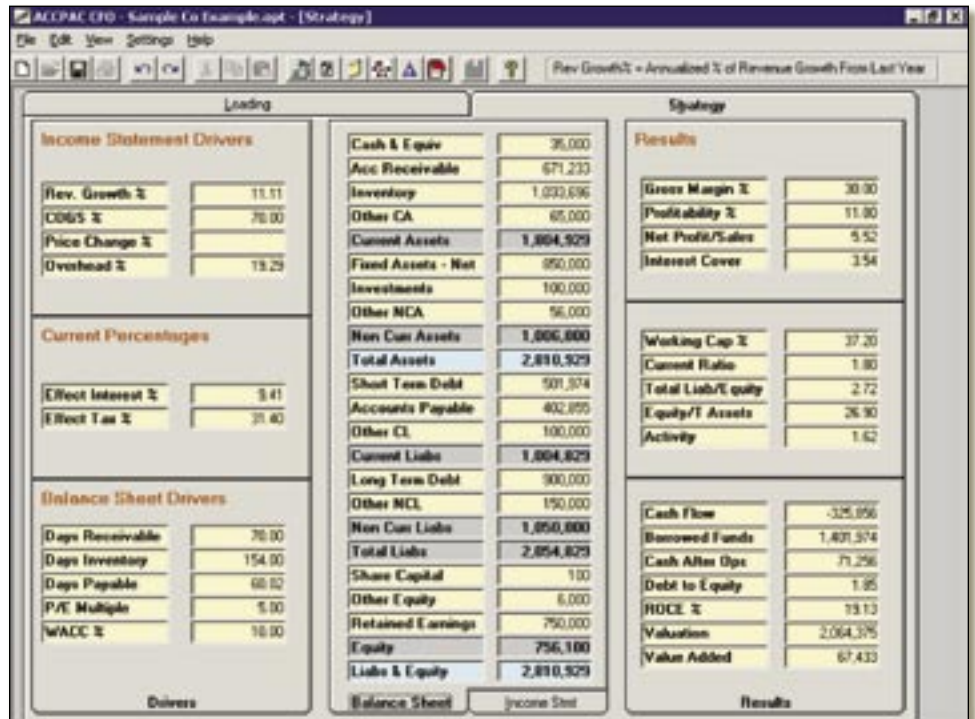 ACCPAC CFO - Sample Co Example.apt - [Strategy]
File Edit View Settings Help
Rev Growth% = Annualized % of Revenue Growth From Last Year
Loading
Strategy
Income Statement Drivers
Rev. Growth % 11.11
COGS % 70.00
Price Change %
Overhead % 19.29
Current Percentages
Effect Interest % 9.41
Effect Tax % 31.40
Balance Sheet Drivers
Days Receivable 70.00
Days Inventory 154.00
Days Payable 60.02
P/E Multiple 5.00
WACC % 10.00
Drivers
Cash & Equiv 35,000
Acc Receivable 671,233
Inventory 1,033,696
Other CA 65,000
Current Assets 1,804,929
Fixed Assets - Net 850,000
Investments 100,000
Other NCA 56,000
Non Curr Assets 1,006,000
Total Assets 2,810,929
Short Term Debt 501,974
Accounts Payable 402,855
Other CL 100,000
Current Liabs 1,004,829
Long Term Debt 900,000
Other NCL 150,000
Non Curr Liabs 1,050,000
Total Liabs 2,054,829
Share Capital 100
Other Equity 6,000
Retained Earnings 750,000
Equity 756,100
Liabs & Equity 2,810,929
Balance Sheet
Income Stmt
Results
Gross Margin % 30.00
Profitability % 11.00
Net Profit/Sales 5.52
Interest Cover 3.54
Working Cap % 37.20
Current Ratio 1.80
Total Liab/Equity 2.72
Equity/T Assets 26.90
Activity 1.62
Cash Flow -325,856
Borrowed Funds 1,401,974
Cash After Ops 71,256
Debt to Equity 1.85
ROCE % 19.13
Valuation 2,064,375
Value Added 67,433
Results